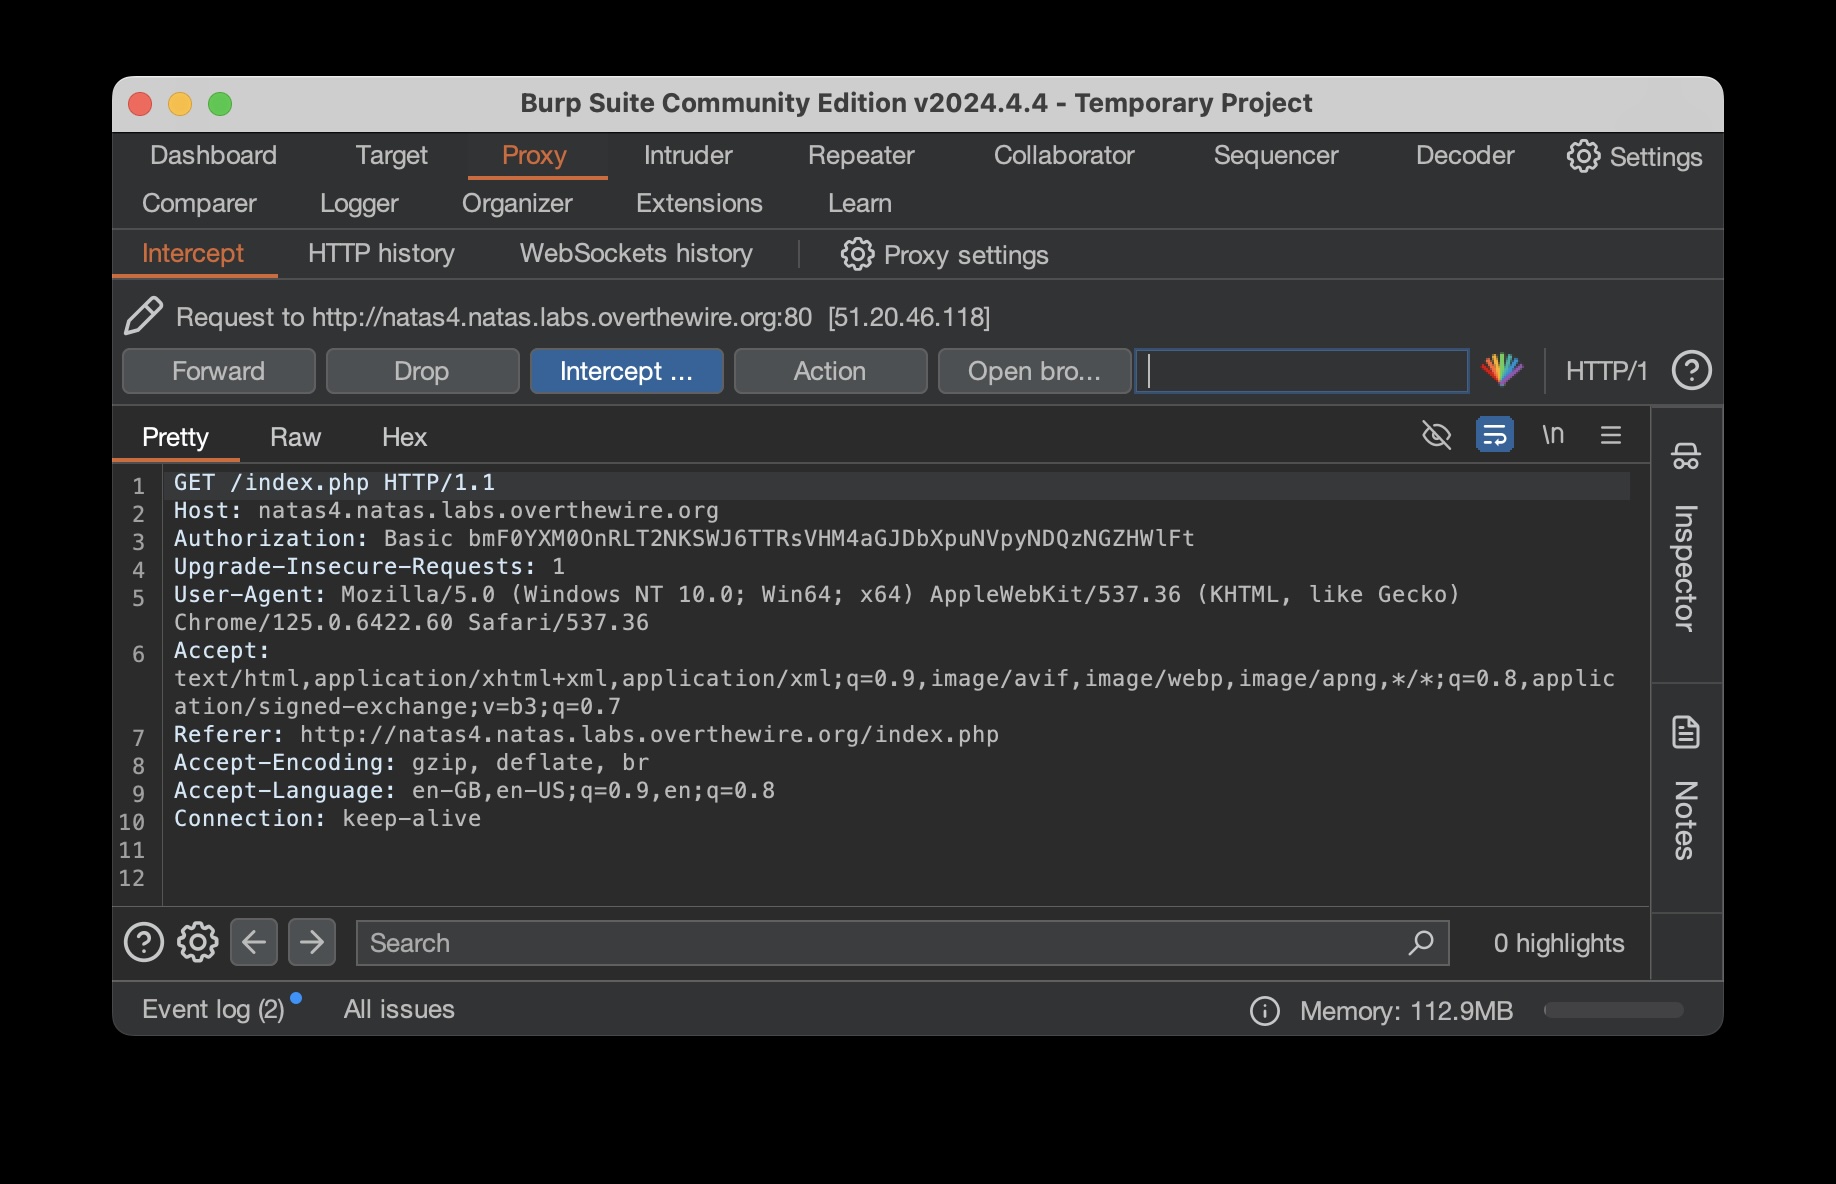 Burp Suite Community Edition v2024.4.4 - Temporary Project
Dashboard Target Proxy Intruder Repeater Collaborator Sequencer Decoder Settings
Comparer Logger Organizer Extensions Learn
Intercept HTTP history WebSockets history Proxy settings
Request to http://natas4.natas.labs.overthewire.org:80 [51.20.46.118]
Forward Drop Intercept ... Action Open bro... HTTP/1
Pretty Raw Hex \n
1 GET /index.php HTTP/1.1
2 Host: natas4.natas.labs.overthewire.org
3 Authorization: Basic bmF0YXM0OnRLT2NKSWJ6TTRsVHM4aGJDbXpuNVpyNDQzNGZHWlFt
4 Upgrade-Insecure-Requests: 1
5 User-Agent: Mozilla/5.0 (Windows NT 10.0; Win64; x64) AppleWebKit/537.36 (KHTML, like Gecko)
Chrome/125.0.6422.60 Safari/537.36
6 Accept:
text/html,application/xhtml+xml,application/xml;q=0.9,image/avif,image/webp,image/apng,*/*;q=0.8,applic
ation/signed-exchange;v=b3;q=0.7
7 Referer: http://natas4.natas.labs.overthewire.org/index.php
8 Accept-Encoding: gzip, deflate, br
9 Accept-Language: en-GB,en-US;q=0.9,en;q=0.8
10 Connection: keep-alive
11
12
Inspector
Notes
Search 0 highlights
Event log (2) All issues Memory: 112.9MB